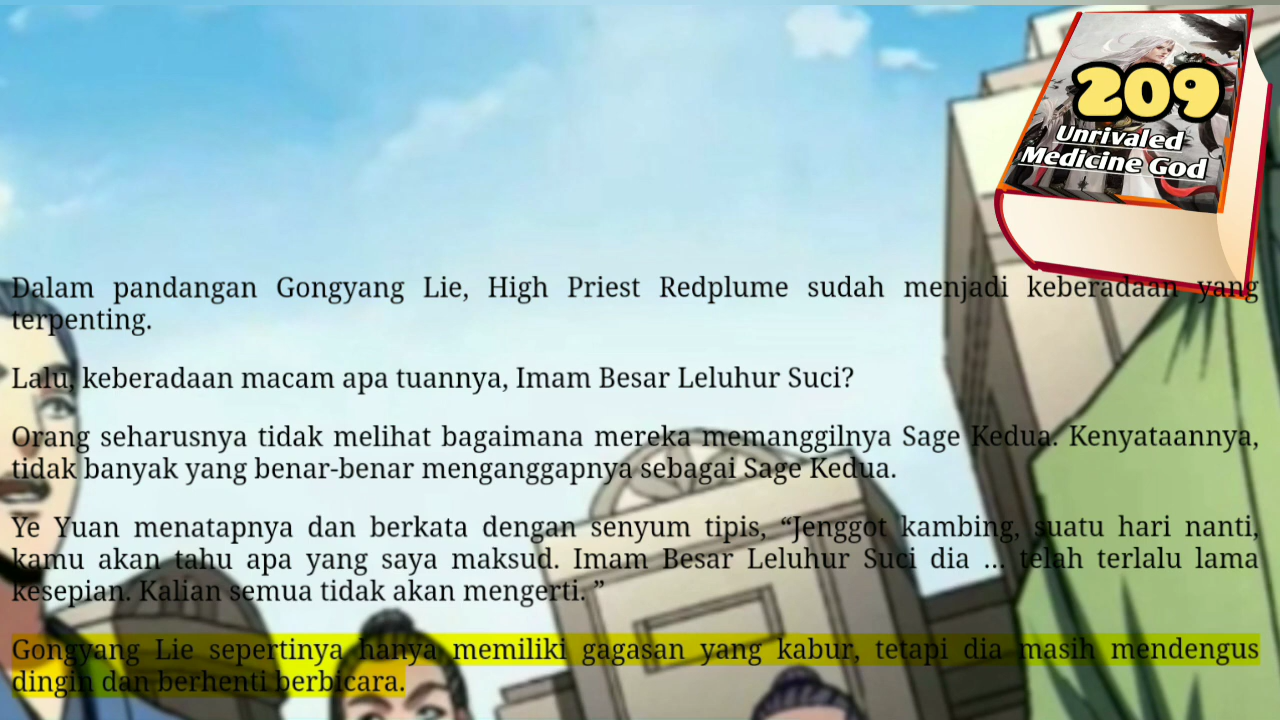 209
Unrivaled
Medicine God
Dalam pandangan Gongyang Lie, High Priest Redplume sudah menjadi keberadaan yang
terpenting.
Lalu, keberadaan macam apa tuannya, Imam Besar Leluhur Suci?
Orang seharusnya tidak melihat bagaimana mereka memanggilnya Sage Kedua. Kenyataannya,
tidak banyak yang benar-benar menganggapnya sebagai Sage Kedua.
Ye Yuan menatapnya dan berkata dengan senyum tipis, “Jenggot kambing, suatu hari nanti,
kamu akan tahu apa yang saya maksud. Imam Besar Leluhur Suci dia ... telah terlalu lama
kesepian. Kalian semua tidak akan mengerti. ”
Gongyang Lie sepertinya hanya memiliki gagasan yang kabur, tetapi dia masih mendengus
dingin dan berhenti berbicara.